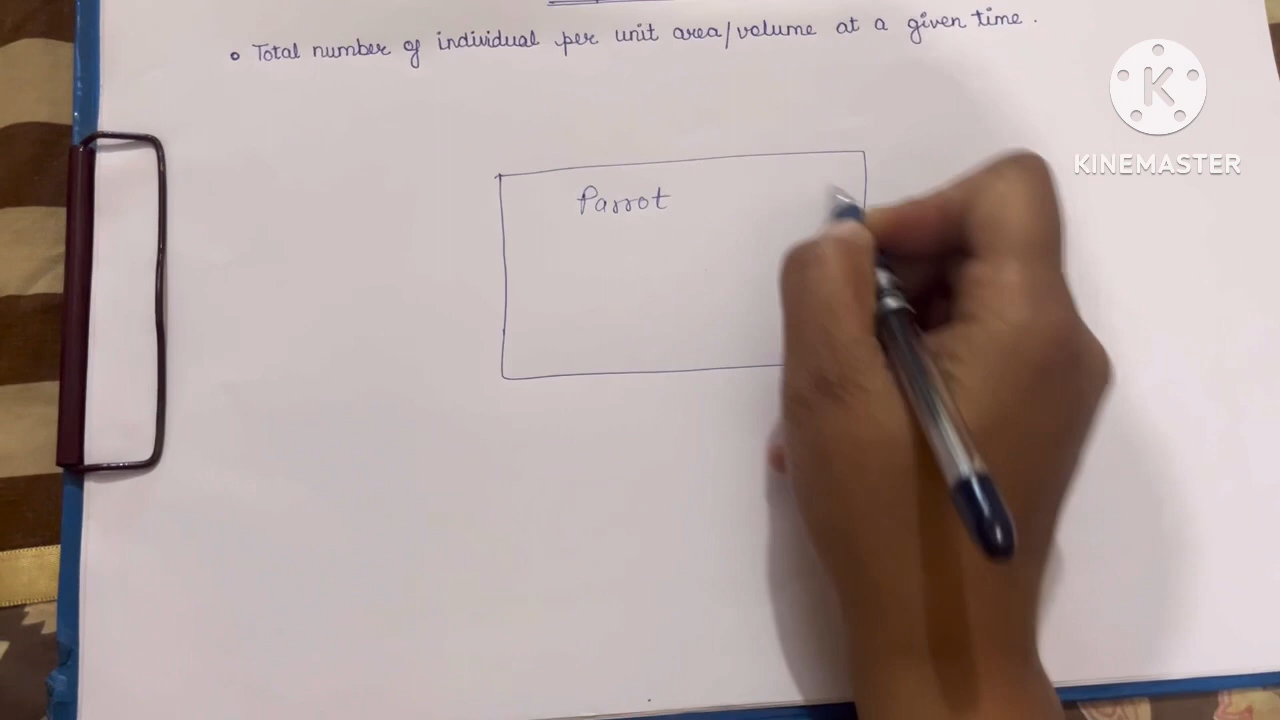 • Total number of individual per unit area/volume at a given time.
K
KINEMASTER
Parrot